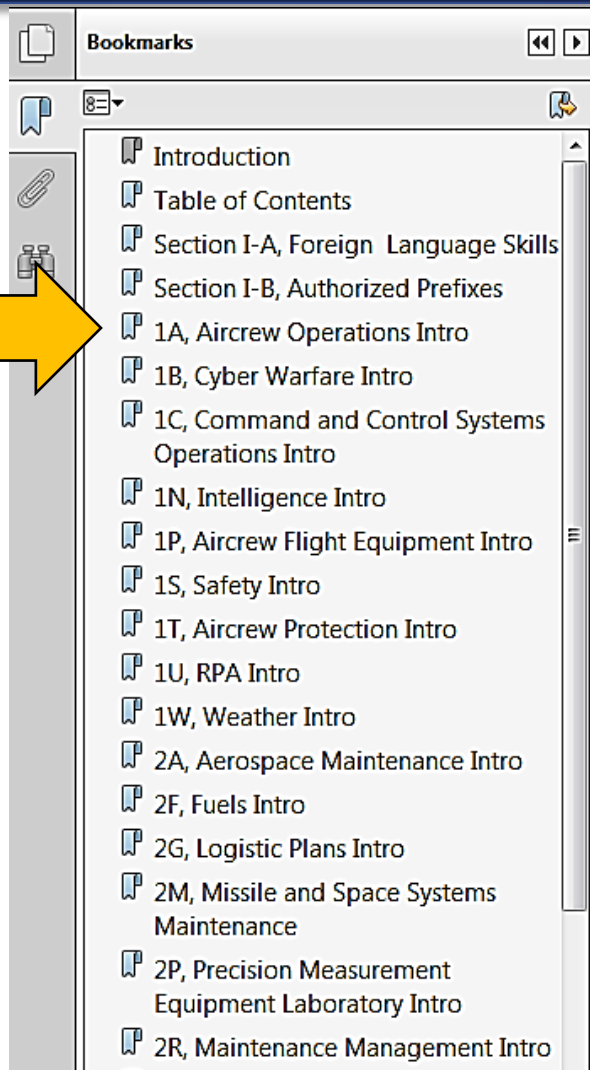 Bookmarks
Introduction
Table of Contents
Section I-A, Foreign  Language Skills
Section I-B, Authorized Prefixes
1A, Aircrew Operations Intro
1B, Cyber Warfare Intro
1C, Command and Control Systems
Operations Intro
1N, Intelligence Intro
1P, Aircrew Flight Equipment Intro
1S, Safety Intro
1T, Aircrew Protection Intro
1U, RPA Intro
1W, Weather Intro
2A, Aerospace Maintenance Intro
2F, Fuels Intro
2G, Logistic Plans Intro
2M, Missile and Space Systems
Maintenance
2P, Precision Measurement
Equipment Laboratory Intro
2R, Maintenance Management Intro